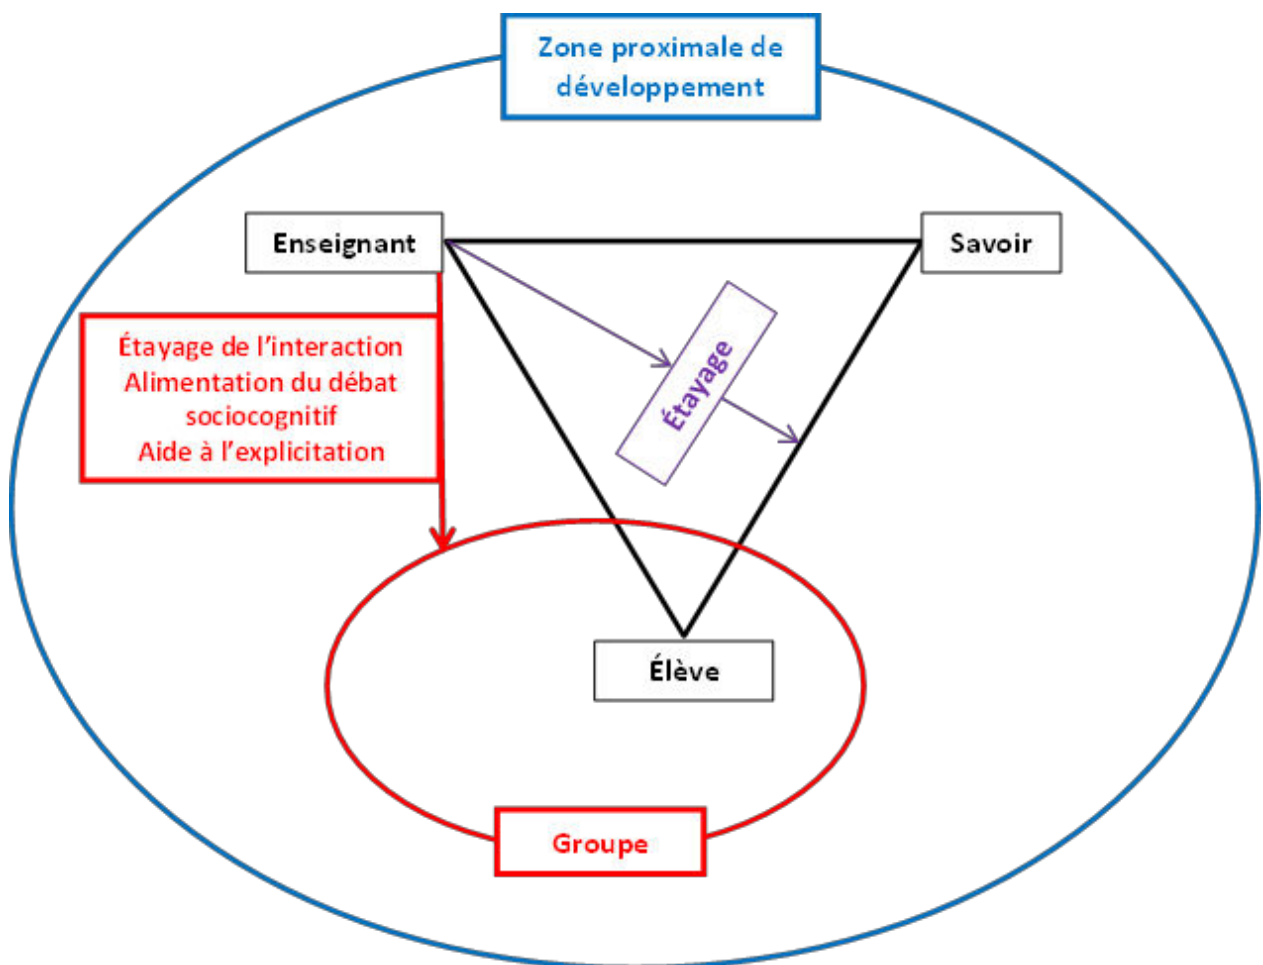 Zone proximale de
développement
Enseignant
Savoir
Étayage de l'interaction
Alimentation du débat
sociocognitif
Aide à l'explicitation
Étayage
Élève
Groupe